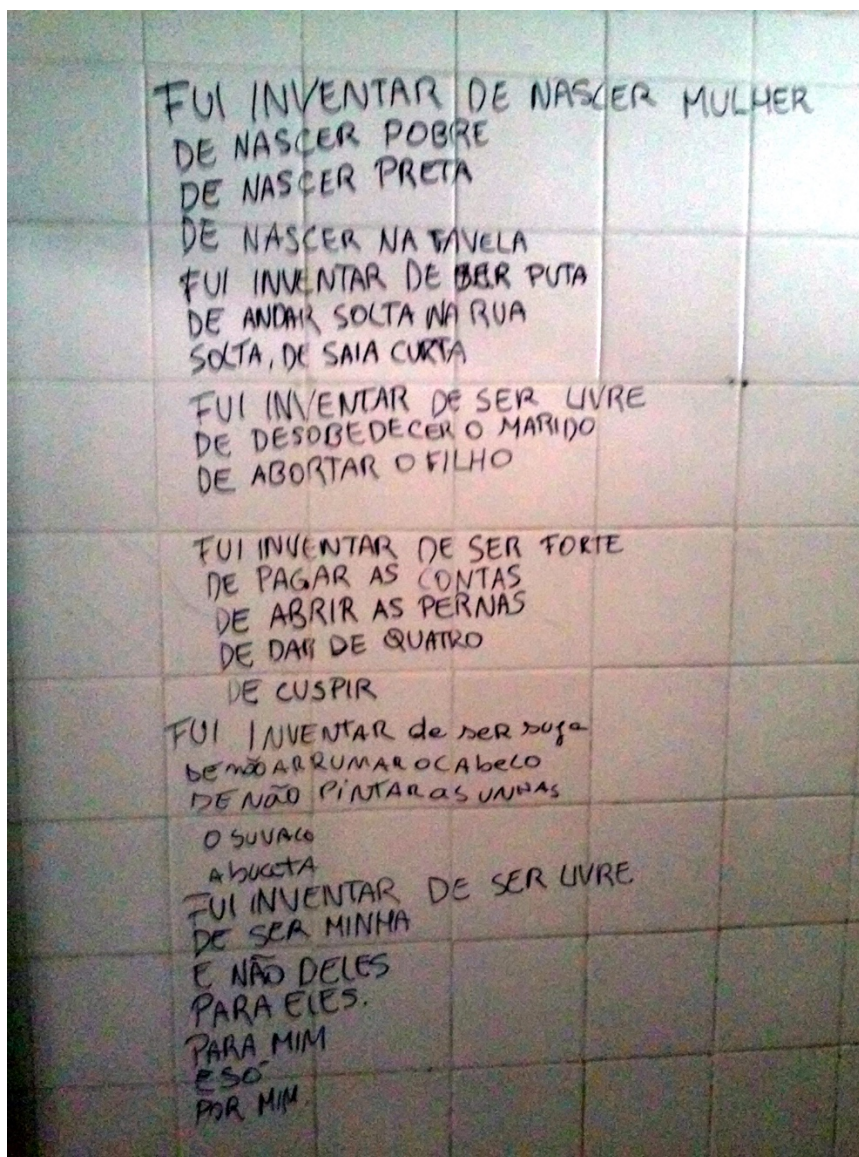 FUI INVENTAR DE NASCER MULHER
DE NASCER POBRE
DE NASCER PRETA
DE NASCER NA FAVELA
FUI INVENTAR DE SER PUTA
DE ANDAR SOLTA NA RUA
SOLTA, DE SAIA CURTA
FUI INVENTAR DE SER LIVRE
DE DESOBEDECER O MARIDO
DE ABORTAR O FILHO
FUI INVENTAR DE SER FORTE
DE PAGAR AS CONTAS
DE ABRIR AS PERNAS
DE DAR DE QUATRO
DE CUSPIR
FUI INVENTAR de seR suja
DE não ARRUMAR O CAbeLO
DE NÃO PiNTAR as UNHAS
O SUVACO
A buceTA
FUI INVENTAR DE SER LIVRE
DE SER MINHA
E NÃO DELES
PARA ELES.
PARA MIM
E SÓ
POR MIM.